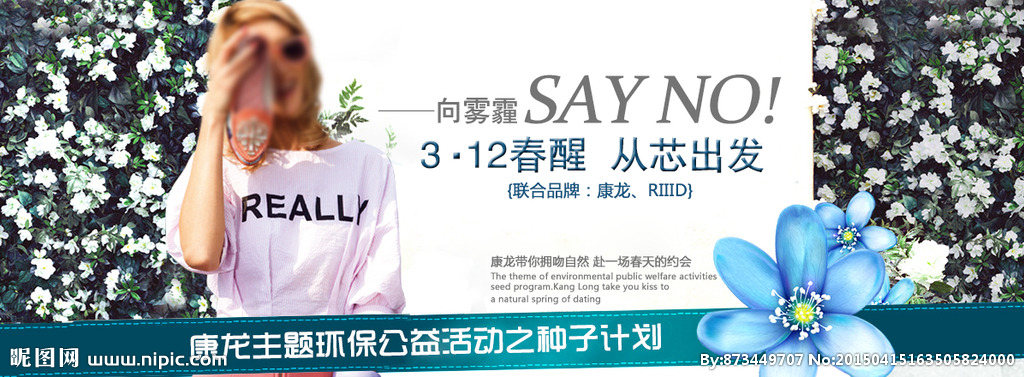 ——向雾霾SAY NO!
3·12春醒 从芯出发
{联合品牌：康龙、RIIID}
REALLY
康龙带你拥吻自然 赴一场春天的约会
The theme of environmental public welfare activities
seed program.Kang Long take you kiss to
a natural spring of dating
康龙主题环保公益活动之种子计划
昵图网 www.nipic.com
By:873449707 No:20150415163505824000